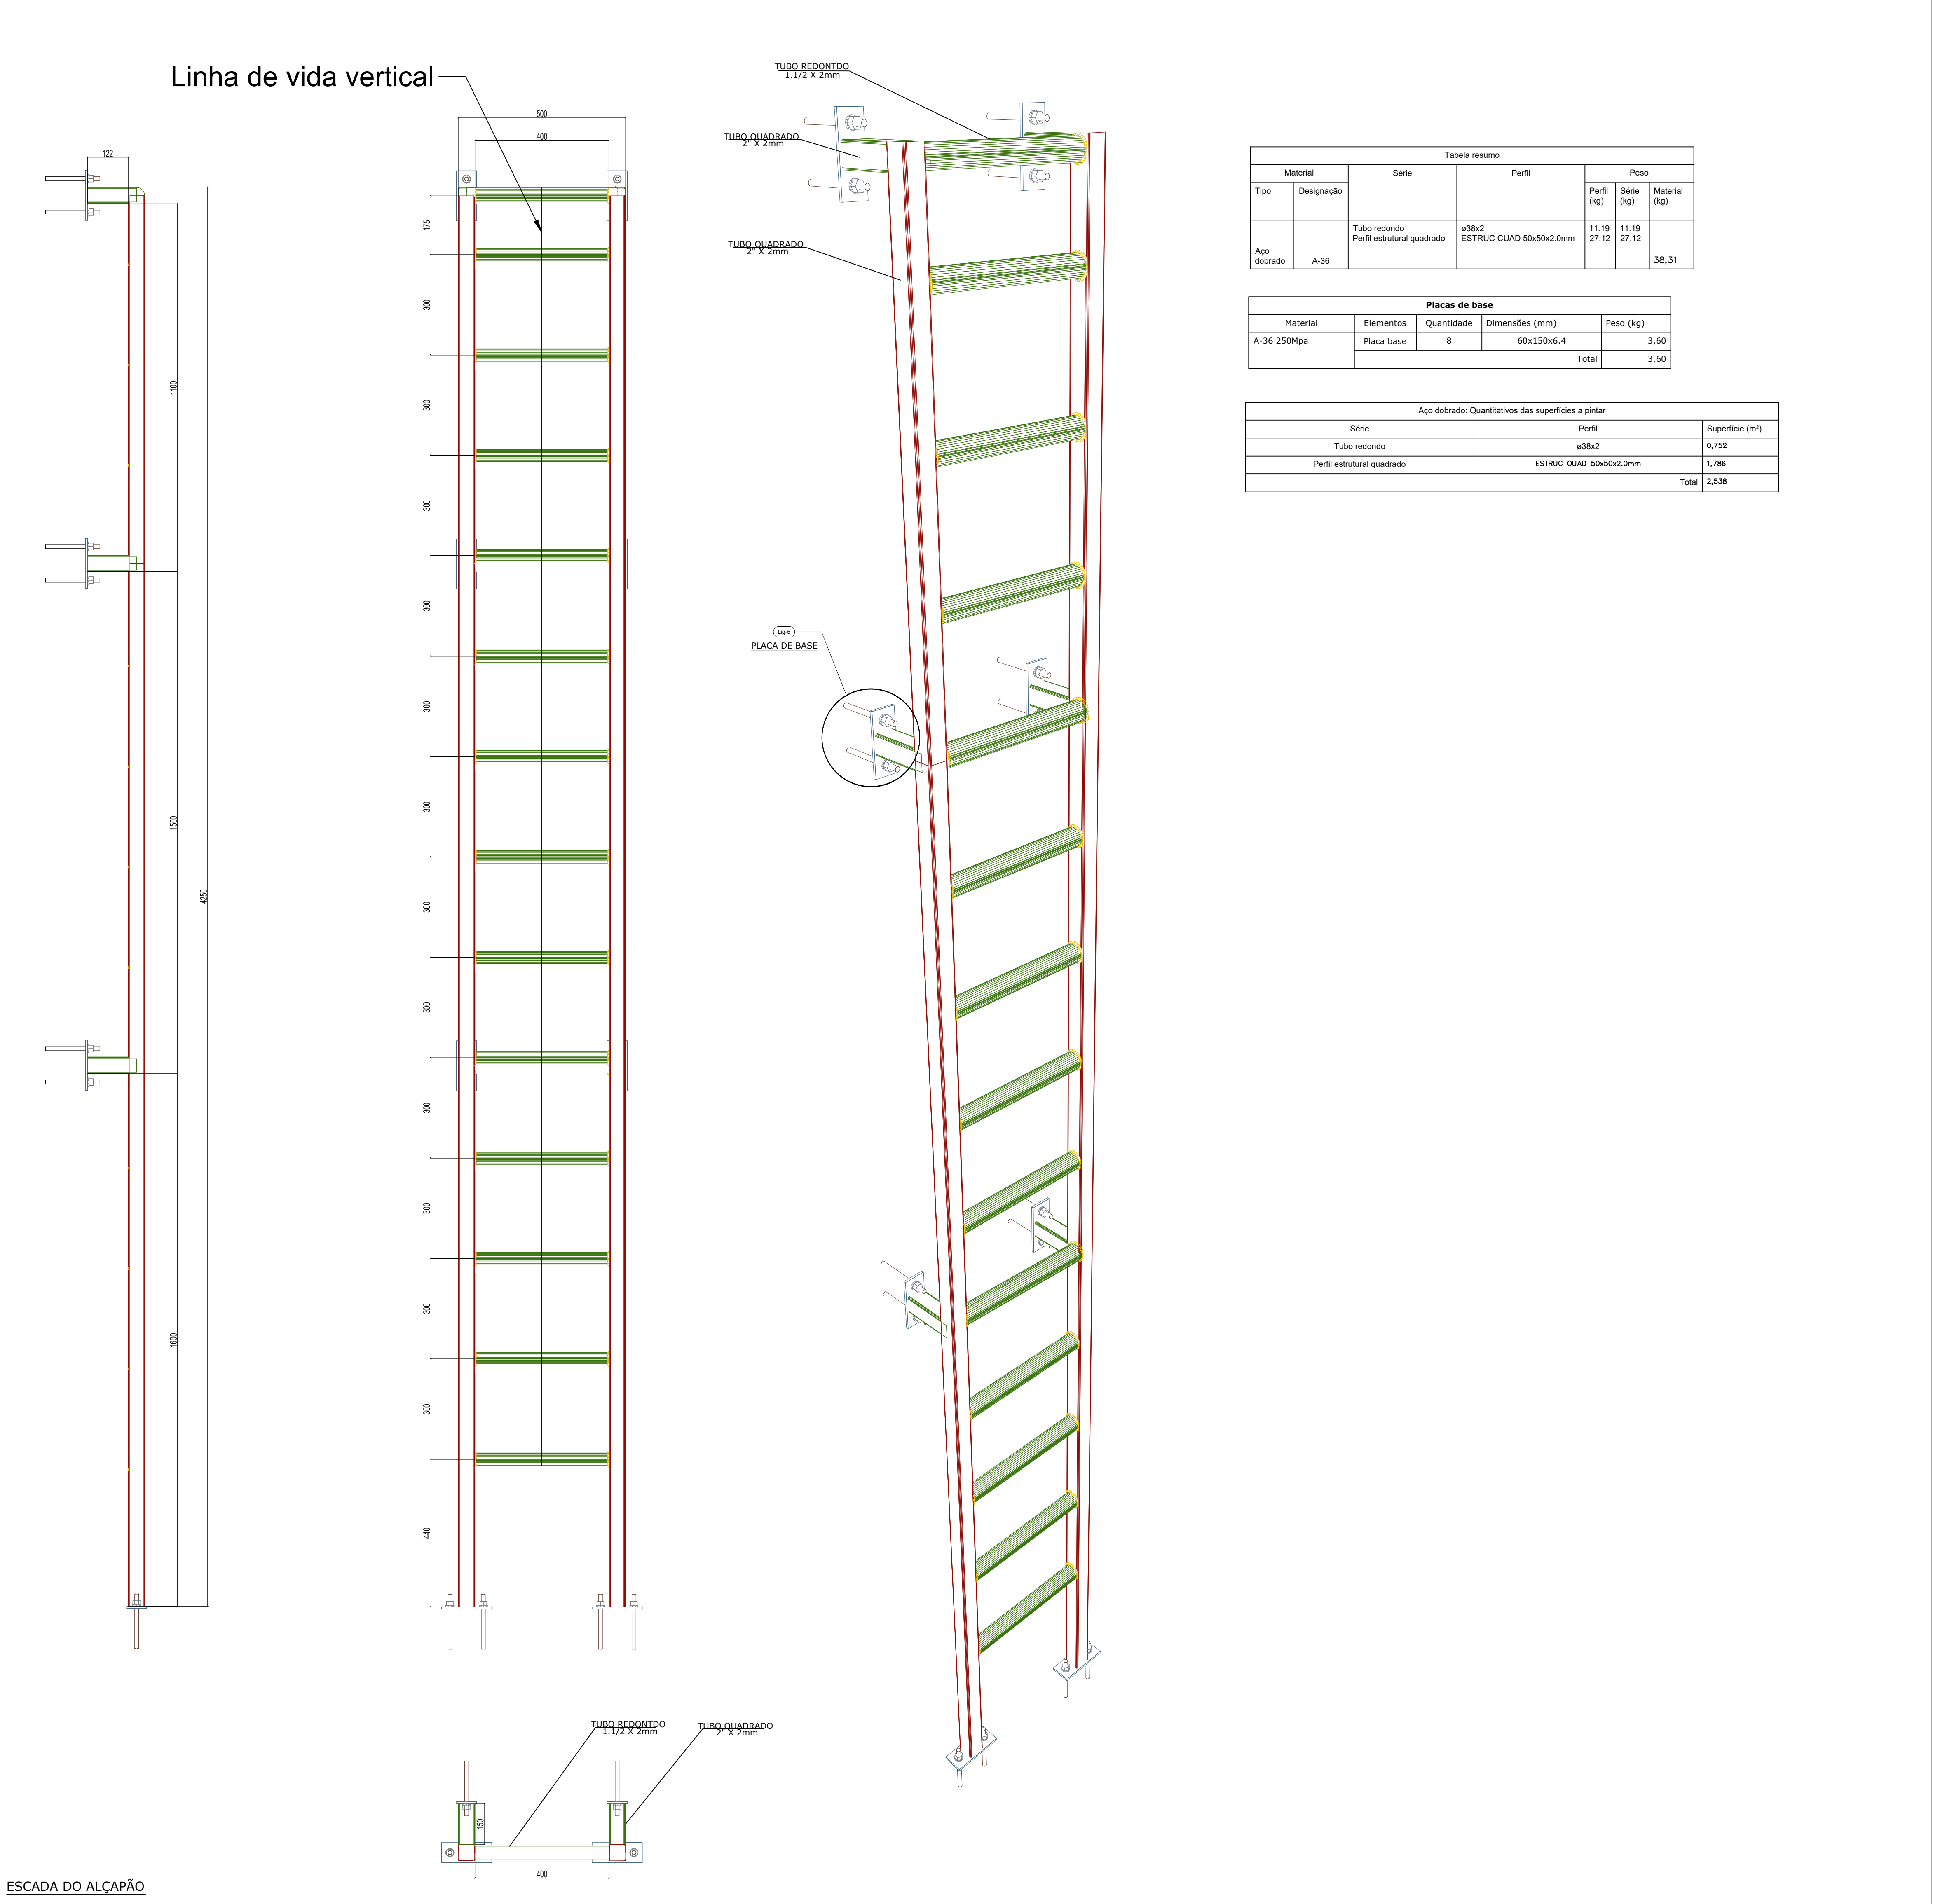 Linha de vida vertical
TUBO REDONTDO
1.1/2 X 2mm
500
400
TUBO QUADRADO
2" X 2mm
122
175
TUBO QUADRADO
2" X 2mm
300
1100
300
300
300
Lig-5
PLACA DE BASE
300
300
1500
4250
300
300
300
300
300
1600
300
440
TUBO REDONTDO
1.1/2 X 2mm
TUBO QUADRADO
2" X 2mm
150
400
ESCADA DO ALÇAPÃO
Tabela resumo
Material Série Perfil Peso
Tipo Designação Perfil (kg) Série (kg) Material (kg)
Tubo redondo ø38x2 11.19 11.19
Perfil estrutural quadrado ESTRUC CUAD 50x50x2.0mm 27.12 27.12
Aço
dobrado A-36 38,31
Placas de base
Material Elementos Quantidade Dimensões (mm) Peso (kg)
A-36 250Mpa Placa base 8 60x150x6.4 3,60
Total 3,60
Aço dobrado: Quantitativos das superfícies a pintar
Série Perfil Superfície (m²)
Tubo redondo ø38x2 0,752
Perfil estrutural quadrado ESTRUC QUAD 50x50x2.0mm 1,786
Total 2,538